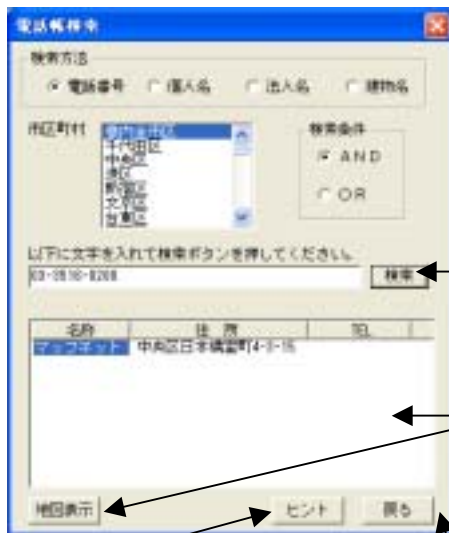 電話帳検索
検索方法
電話番号 個人名 法人名 建物名
市区町村
千代田区
中央区
港区
新宿区
文京区
台東区
検索条件
AND
OR
以下に文字を入れて検索ボタンを押してください。
検索
名称 住所 TEL
マップネット 中央区日本橋室町4-3-15
地図表示 ヒント 戻る